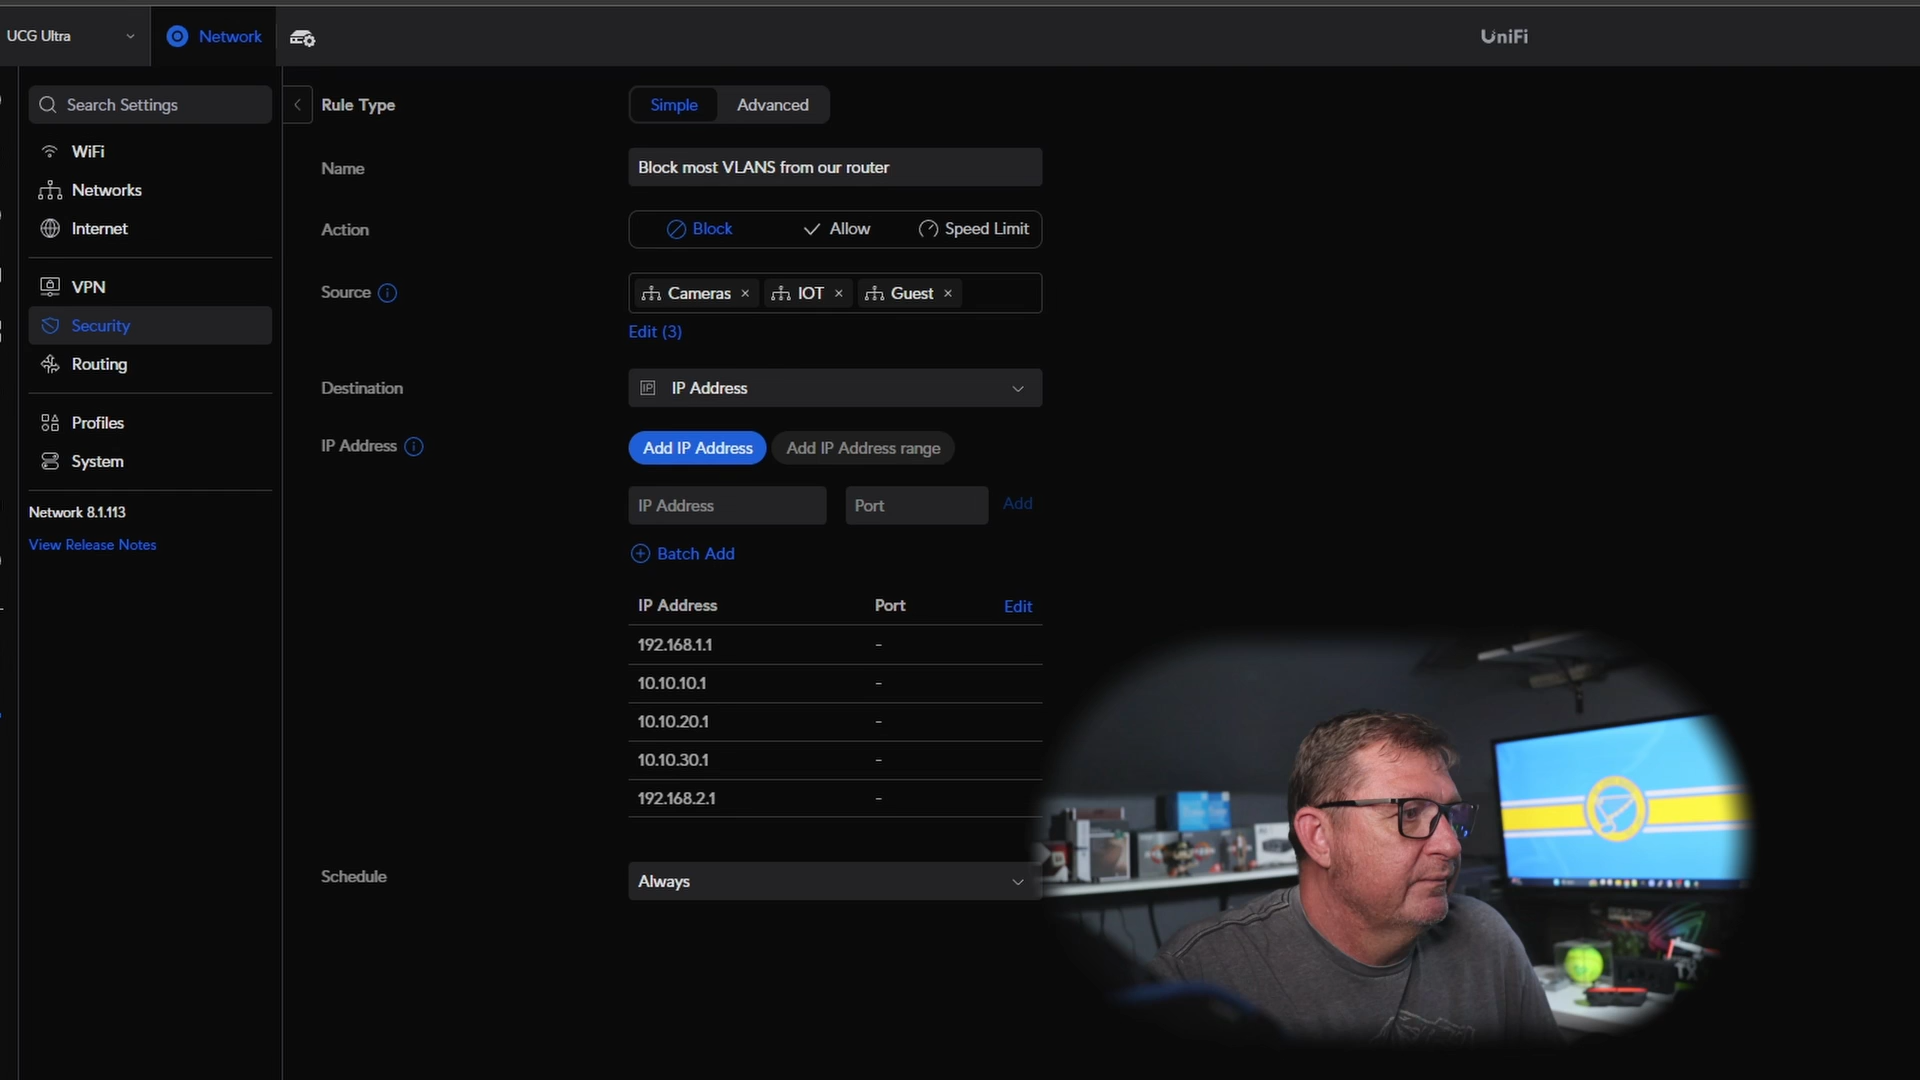 UCG Ultra
Network
UniFi
Search Settings
WiFi
Networks
Internet
VPN
Security
Routing
Profiles
System
Network 8.1.113
View Release Notes
Rule Type
Simple
Advanced
Name
Block most VLANS from our router
Action
Block
Allow
Speed Limit
Source
Cameras
IOT
Guest
Edit (3)
Destination
IP Address
IP Address
Add IP Address
Add IP Address range
IP Address
Port
Add
Batch Add
IP Address
Port
Edit
192.168.1.1
-
10.10.10.1
-
10.10.20.1
-
10.10.30.1
-
192.168.2.1
-
Schedule
Always